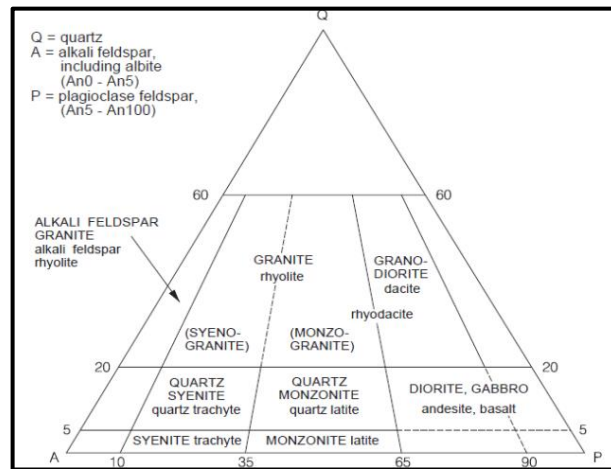 Q
Q = quartz
A = alkali feldspar,
including albite
(An0 - An5)
P = plagioclase feldspar,
(An5 - An100)
60
60
ALKALI FELDSPAR
GRANITE
alkali feldspar
rhyolite
GRANITE
rhyolite
GRANO-
DIORITE
dacite
rhyodacite
(SYENO-
GRANITE)
(MONZO-
GRANITE)
20
20
QUARTZ
SYENITE
quartz trachyte
QUARTZ
MONZONITE
quartz latite
DIORITE, GABBRO
andesite, basalt
5
5
SYENITE trachyte
MONZONITE latite
A
P
10
35
65
90